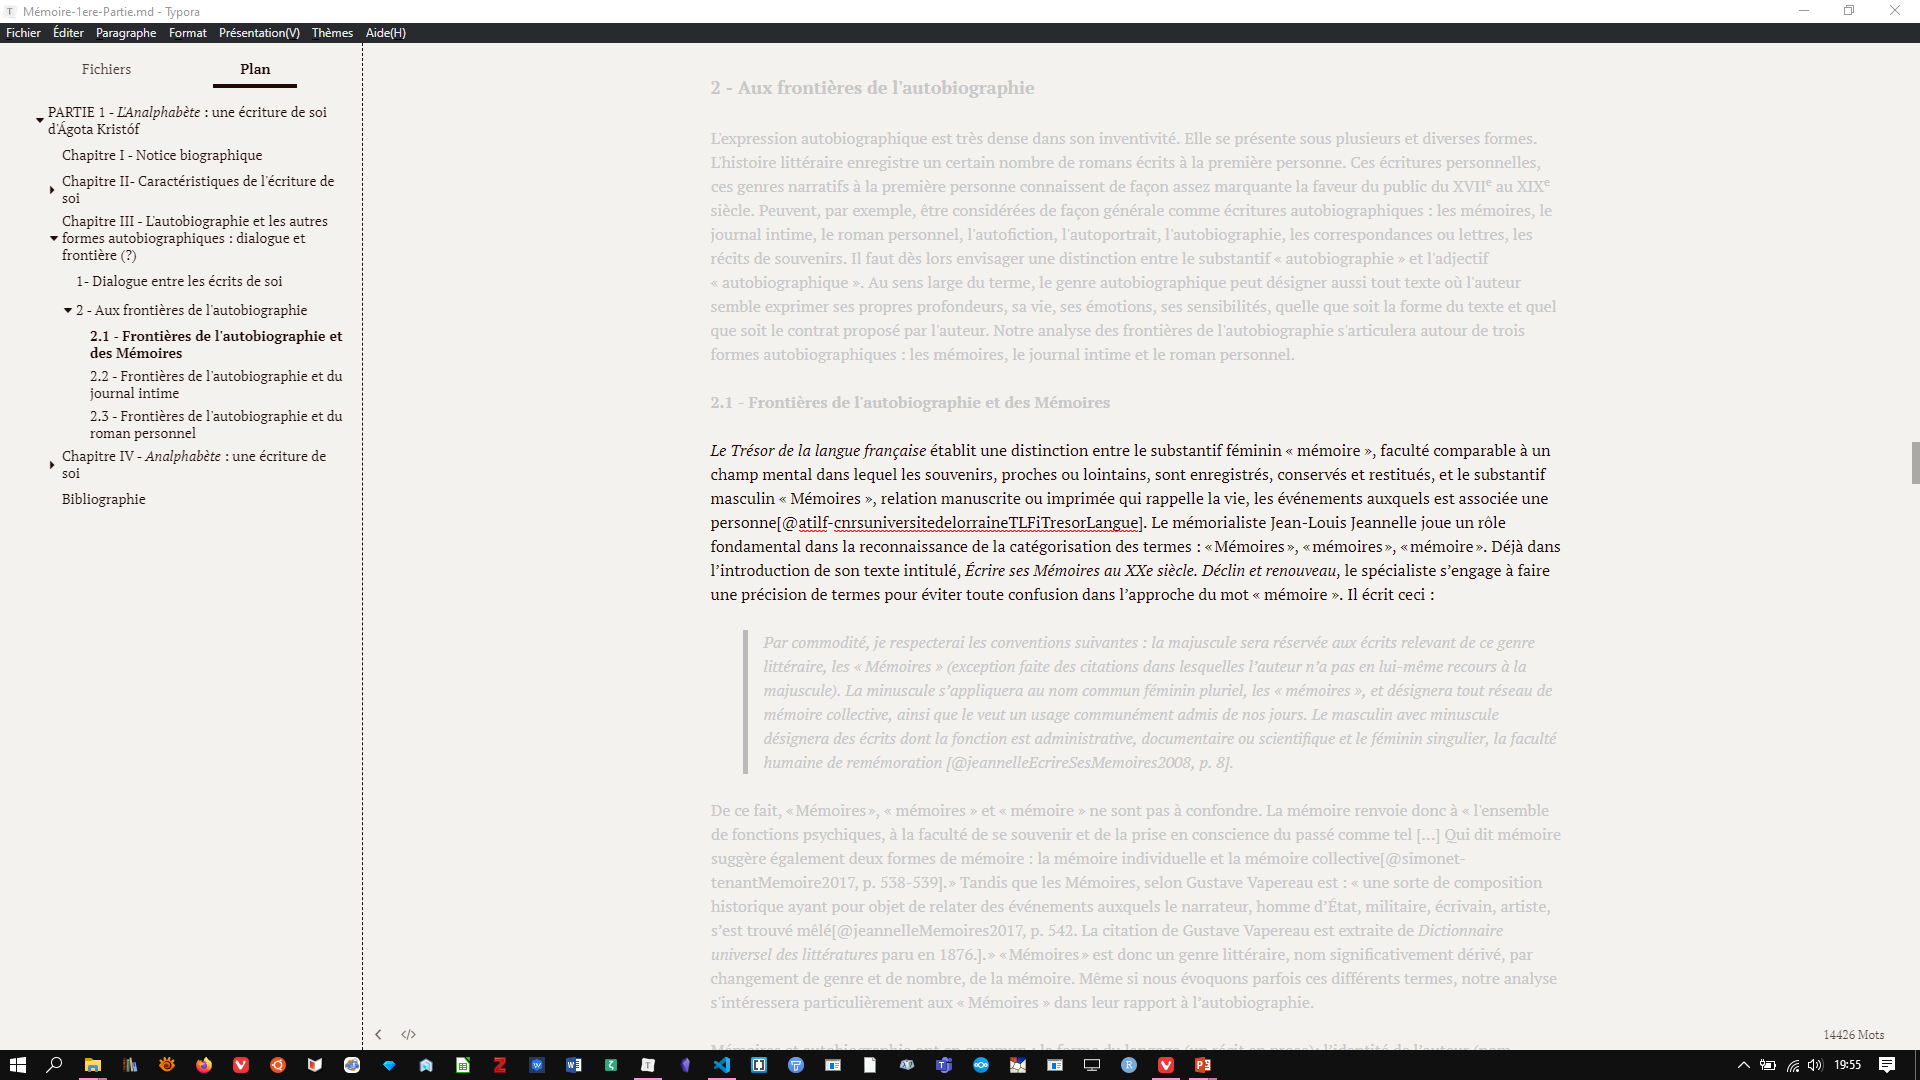 Mémoire-1ere-Partie.md - Typora
Fichier Éditer Paragraphe Format Présentation(V) Thèmes Aide(H)
Fichiers Plan
PARTIE 1 - L'Analphabète : une écriture de soi
d'Ágota Kristóf
Chapitre I - Notice biographique
Chapitre II- Caractéristiques de l'écriture de
soi
Chapitre III - L'autobiographie et les autres
formes autobiographiques : dialogue et
frontière (?)
1- Dialogue entre les écrits de soi
2 - Aux frontières de l'autobiographie
2.1 - Frontières de l'autobiographie et
des Mémoires
2.2 - Frontières de l'autobiographie et du
journal intime
2.3 - Frontières de l'autobiographie et du
roman personnel
Chapitre IV - Analphabète : une écriture de
soi
Bibliographie
2 - Aux frontières de l'autobiographie
L'expression autobiographique est très dense dans son inventivité. Elle se présente sous plusieurs et diverses formes.
L'histoire littéraire enregistre un certain nombre de romans écrits à la première personne. Ces écritures personnelles,
ces genres narratifs à la première personne connaissent de façon assez marquante la faveur du public du XVIIe au XIXe
siècle. Peuvent, par exemple, être considérées de façon générale comme écritures autobiographiques : les mémoires, le
journal intime, le roman personnel, l'autofiction, l'autoportrait, l'autobiographie, les correspondances ou lettres, les
récits de souvenirs. Il faut dès lors envisager une distinction entre le substantif « autobiographie » et l'adjectif
« autobiographique ». Au sens large du terme, le genre autobiographique peut désigner aussi tout texte où l'auteur
semble exprimer ses propres profondeurs, sa vie, ses émotions, ses sensibilités, quelle que soit la forme du texte et quel
que soit le contrat proposé par l'auteur. Notre analyse des frontières de l'autobiographie s'articulera autour de trois
formes autobiographiques : les mémoires, le journal intime et le roman personnel.
2.1 - Frontières de l'autobiographie et des Mémoires
Le Trésor de la langue française établit une distinction entre le substantif féminin « mémoire », faculté comparable à un
champ mental dans lequel les souvenirs, proches ou lointains, sont enregistrés, conservés et restitués, et le substantif
masculin « Mémoires », relation manuscrite ou imprimée qui rappelle la vie, les événements auxquels est associée une
personne[@atilf-cnrsuniversitedelorraineTLFiTresorLangue]. Le mémorialiste Jean-Louis Jeannelle joue un rôle
fondamental dans la reconnaissance de la catégorisation des termes : « Mémoires », « mémoires », « mémoire ». Déjà dans
l’introduction de son texte intitulé, Écrire ses Mémoires au XXe siècle. Déclin et renouveau, le spécialiste s’engage à faire
une précision de termes pour éviter toute confusion dans l’approche du mot « mémoire ». Il écrit ceci :
Par commodité, je respecterai les conventions suivantes : la majuscule sera réservée aux écrits relevant de ce genre
littéraire, les « Mémoires » (exception faite des citations dans lesquelles l’auteur n’a pas en lui-même recours à la
majuscule). La minuscule s’appliquera au nom commun féminin pluriel, les « mémoires », et désignera tout réseau de
mémoire collective, ainsi que le veut un usage communément admis de nos jours. Le masculin avec minuscule
désignera des écrits dont la fonction est administrative, documentaire ou scientifique et le féminin singulier, la faculté
humaine de remémoration [@jeannelleEcrireSesMemoires2008, p. 8].
De ce fait, « Mémoires », « mémoires » et « mémoire » ne sont pas à confondre. La mémoire renvoie donc à « l'ensemble
de fonctions psychiques, à la faculté de se souvenir et de la prise en conscience du passé comme tel [...] Qui dit mémoire
suggère également deux formes de mémoire : la mémoire individuelle et la mémoire collective[@simonet-
tenantMemoire2017, p. 538-539].» Tandis que les Mémoires, selon Gustave Vapereau est : « une sorte de composition
historique ayant pour objet de relater des événements auxquels le narrateur, homme d’État, militaire, écrivain, artiste,
s’est trouvé mêlé[@jeannelleMemoires2017, p. 542. La citation de Gustave Vapereau est extraite de Dictionnaire
universel des littératures paru en 1876.].» « Mémoires » est donc un genre littéraire, nom significativement dérivé, par
changement de genre et de nombre, de la mémoire. Même si nous évoquons parfois ces différents termes, notre analyse
s'intéressera particulièrement aux « Mémoires » dans leur rapport à l’autobiographie.
14426 Mots
19:55